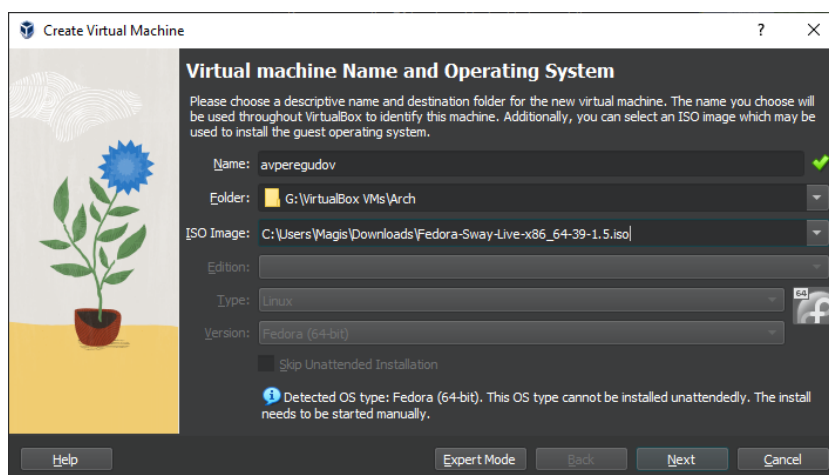 Create Virtual Machine
Virtual machine Name and Operating System
Please choose a descriptive name and destination folder for the new virtual machine. The name you choose will
be used throughout VirtualBox to identify this machine. Additionally, you can select an ISO image which may be
used to install the guest operating system.
Name: avperegudov
Folder: G:\VirtualBox VMs\Arch
ISO Image: C:\Users\Magis\Downloads\Fedora-Sway-Live-x86_64-39-1.5.iso
Edition:
Type: Linux
64
Version: Fedora (64-bit)
Skip Unattended Installation
Detected OS type: Fedora (64-bit). This OS type cannot be installed unattendedly. The install
needs to be started manually.
Help Expert Mode Back Next Cancel